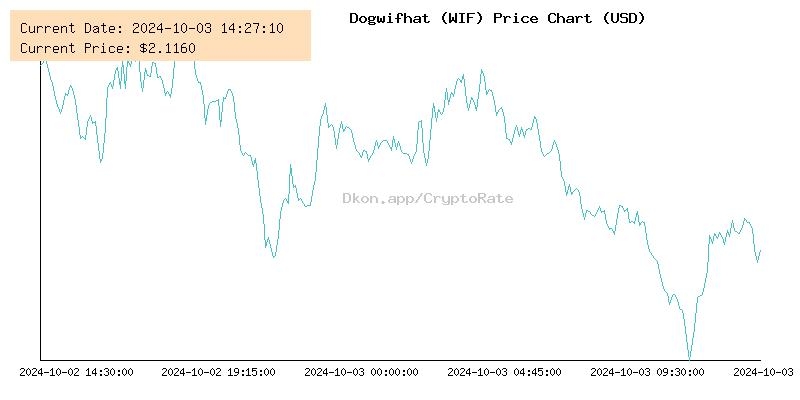 Dogwifhat (WIF) Price Chart (USD)
Current Date: 2024-10-03 14:27:10
Current Price: $2.1160
Dkon.app/CryptoRate
2024-10-02 14:30:00 2024-10-02 19:15:00 2024-10-03 00:00:00 2024-10-03 04:45:00 2024-10-03 09:30:00 2024-10-03